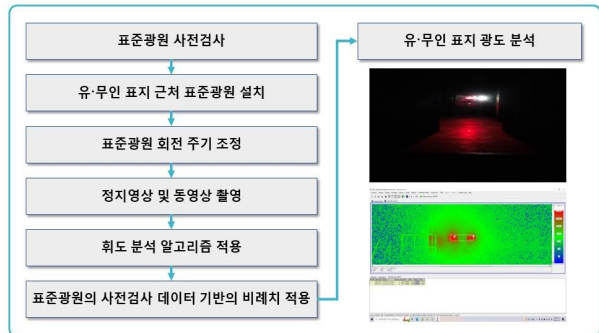 표준광원 사전검사
유·무인 표지 근처 표준광원 설치
표준광원 회전 주기 조정
정지영상 및 동영상 촬영
휘도 분석 알고리즘 적용
표준광원의 사전검사 데이터 기반의 비례치 적용
유·무인 표지 광도 분석